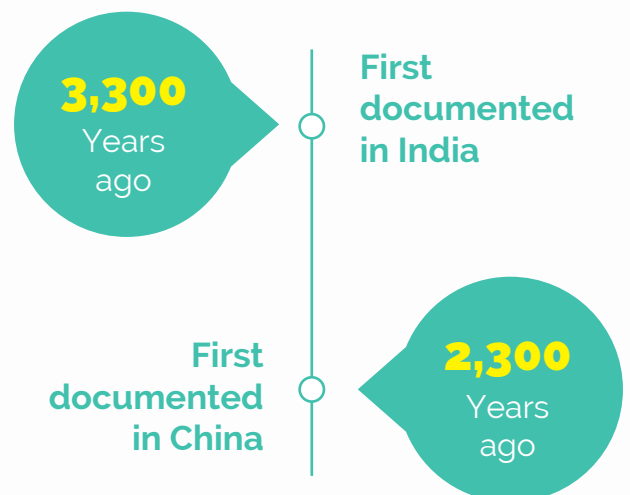 3,300
Years
ago
First
documented
in India
First
documented
in China
2,300
Years
ago